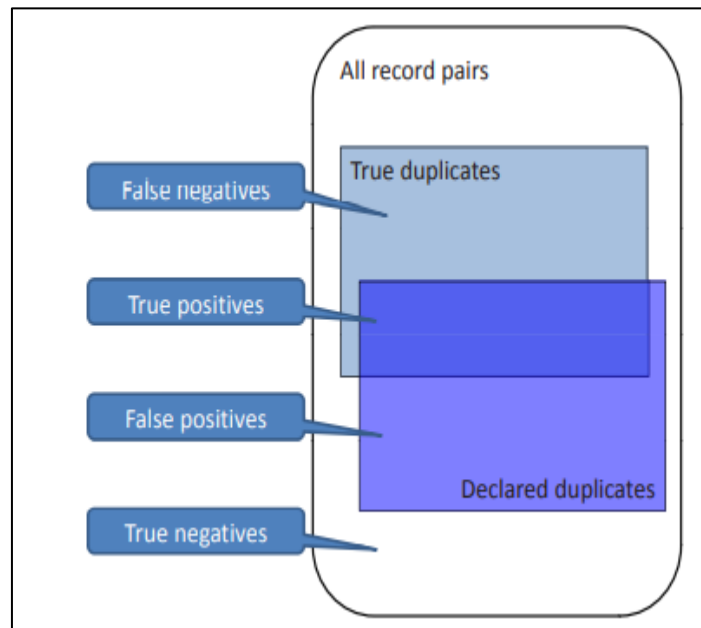 All record pairs
True duplicates
False negatives
True positives
False positives
Declared duplicates
True negatives